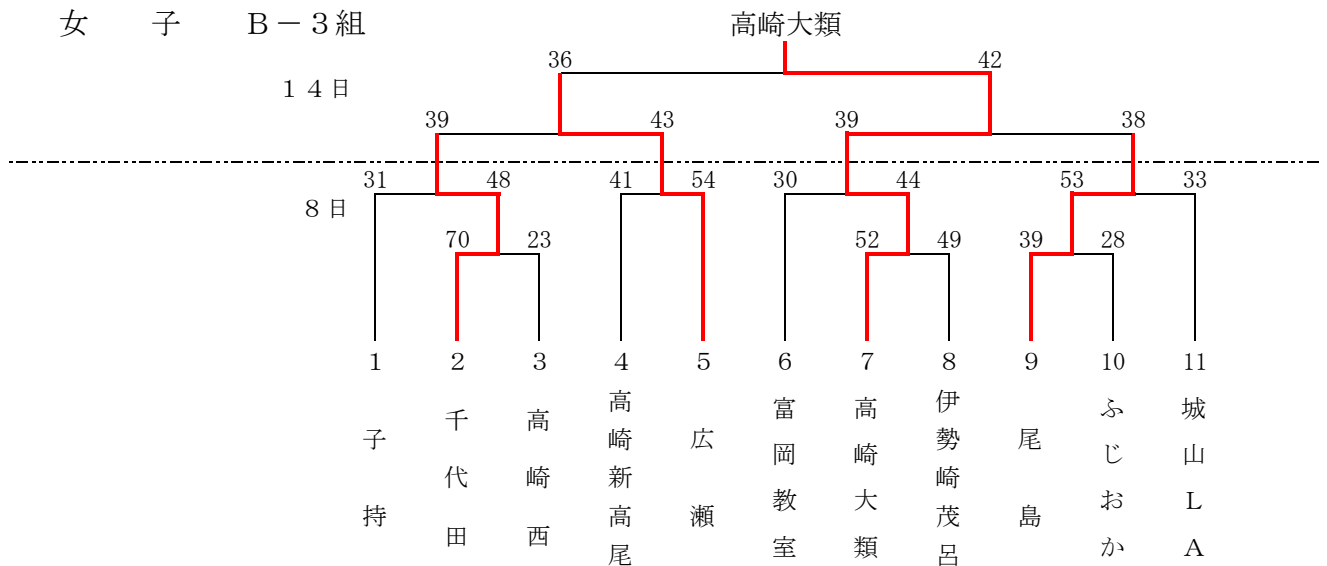 女 子 Ｂ－３組
高崎大類
36 42
１４日
39 43 39 38
31 48 41 54 30 44 53 33
８日
70 23 52 49 39 28
１ ２ ３ ４ ５ ６ ７ ８ ９ 10 11
子持
千代田
高崎西
高崎新高尾
広瀬
富岡教室
高崎大類
伊勢崎茂呂
尾島
ふじおか
城山ＬＡ